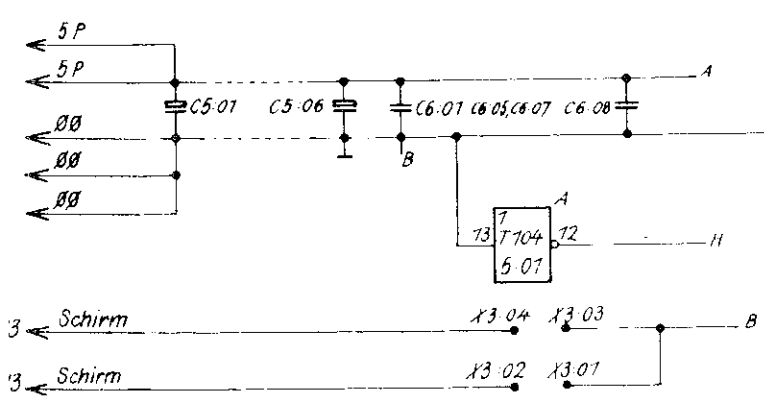 5P
5P A
C5:01 C5:06 C6:01 C6:05,C6:07 C6:08
ØØ
B
ØØ
ØØ
A
1
13 T104 12 H
5:01
3 Schirm X3:04 X3:03 B
3 Schirm X3:02 X3:01